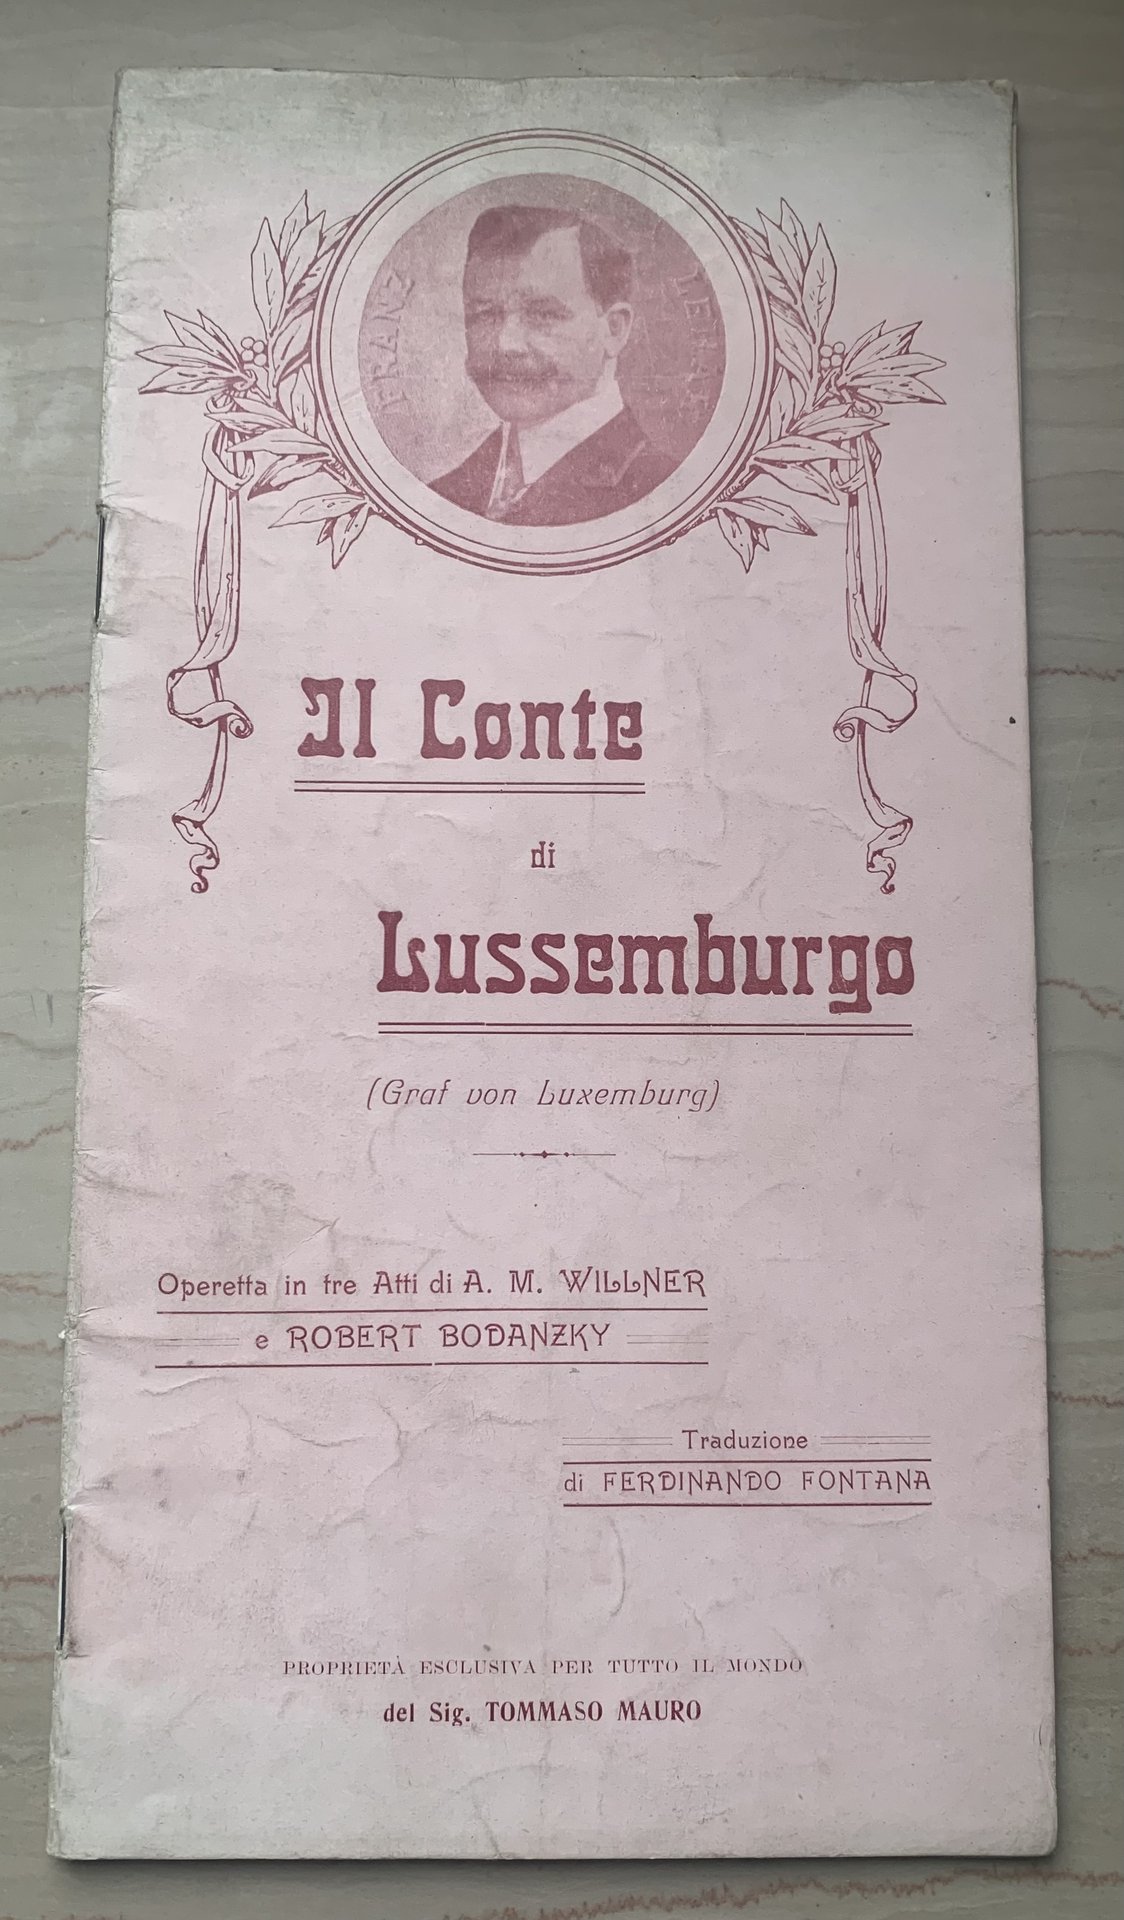 FRANZ LEHAR
Il Conte
di
Lussemburgo
(Graf von Luxemburg)
Operetta in tre Atti di A. M. WILLNER
e ROBERT BODANZKY
Traduzione
di FERDINANDO FONTANA
PROPRIETÀ ESCLUSIVA PER TUTTO IL MONDO
del Sig. TOMMASO MAURO